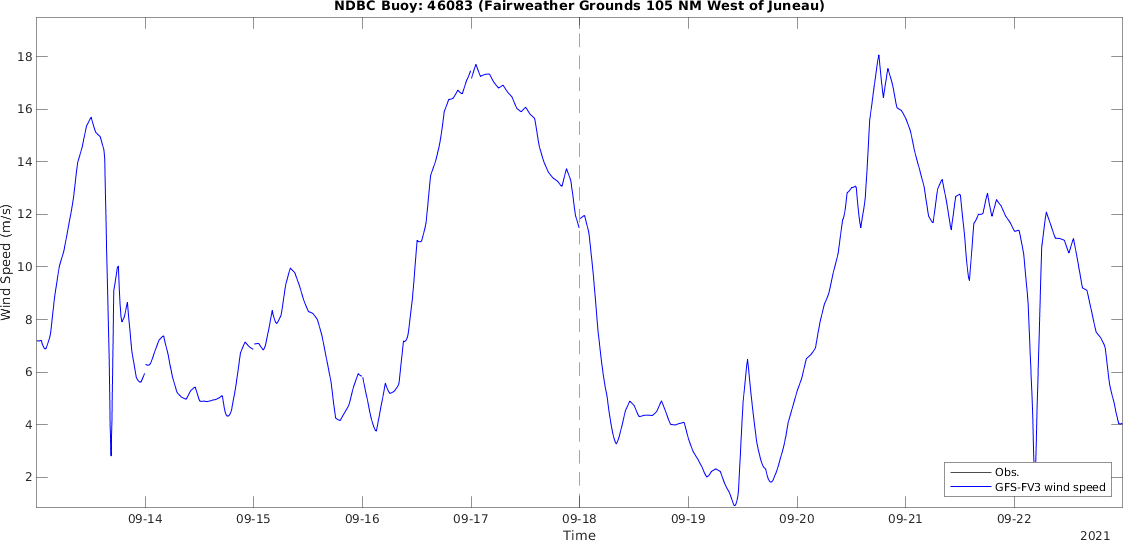 NDBC Buoy: 46083 (Fairweather Grounds 105 NM West of Juneau)
18
16
14
12
10
8
6
4
2
Wind Speed (m/s)
Obs.
GFS-FV3 wind speed
09-14 09-15 09-16 09-17 09-18 09-19 09-20 09-21 09-22
Time
2021